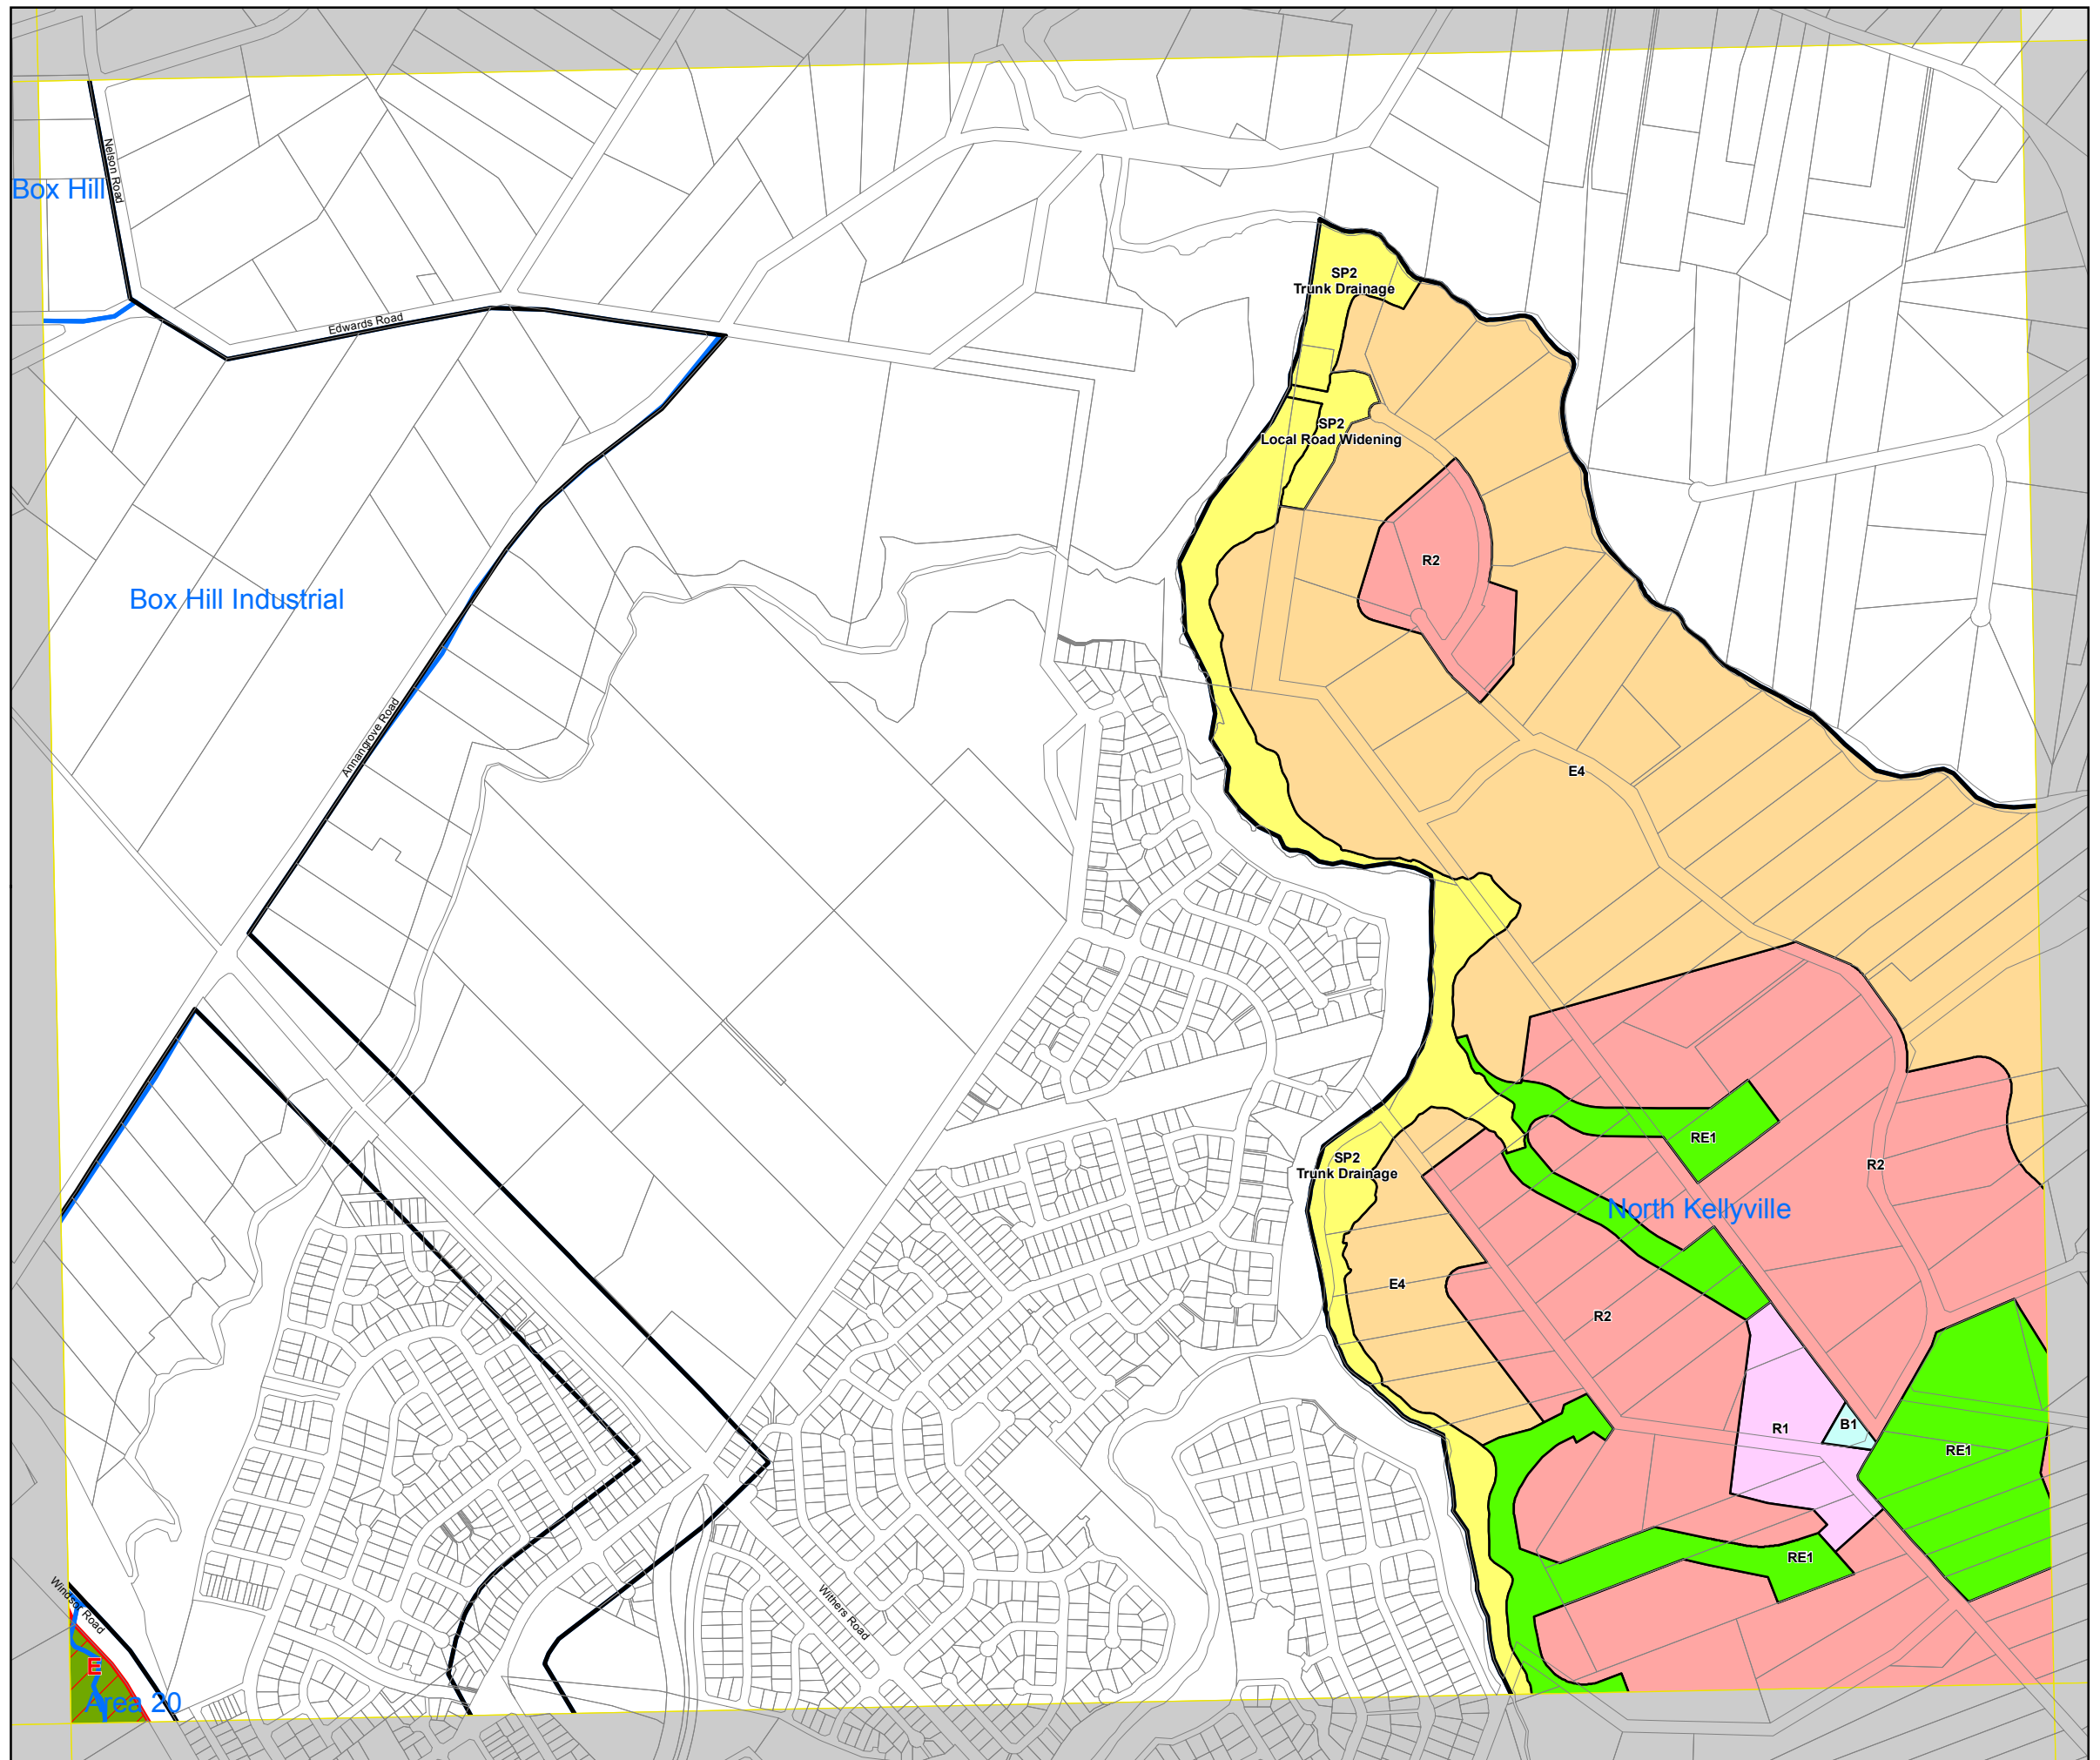 Nelson Road
Box Hill
SP2
Trunk Drainage
Edwards Road
SP2
Local Road Widening
R2
Box Hill Industrial
Annangrove Road
E4
RE1
SP2
Trunk Drainage
R2
North Kellyville
E4
R2
R1
B1
RE1
RE1
Windsor Road
Withers Road
E
Area 20